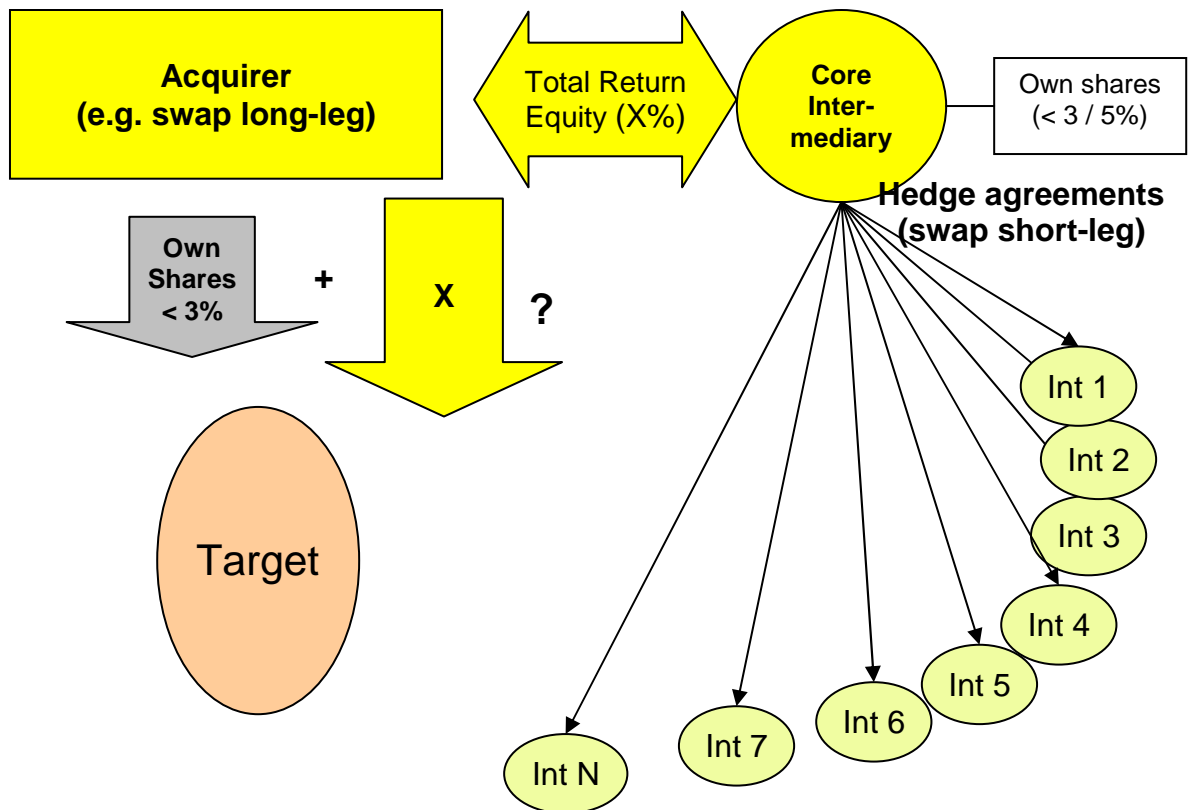 Acquirer
(e.g. swap long-leg)
Total Return
Equity (X%)
Core
Inter-
mediary
Own shares
(< 3 / 5%)
Hedge agreements
(swap short-leg)
Own
Shares
< 3%
+
X
?
Target
Int 1
Int 2
Int 3
Int 4
Int 5
Int 6
Int 7
Int N